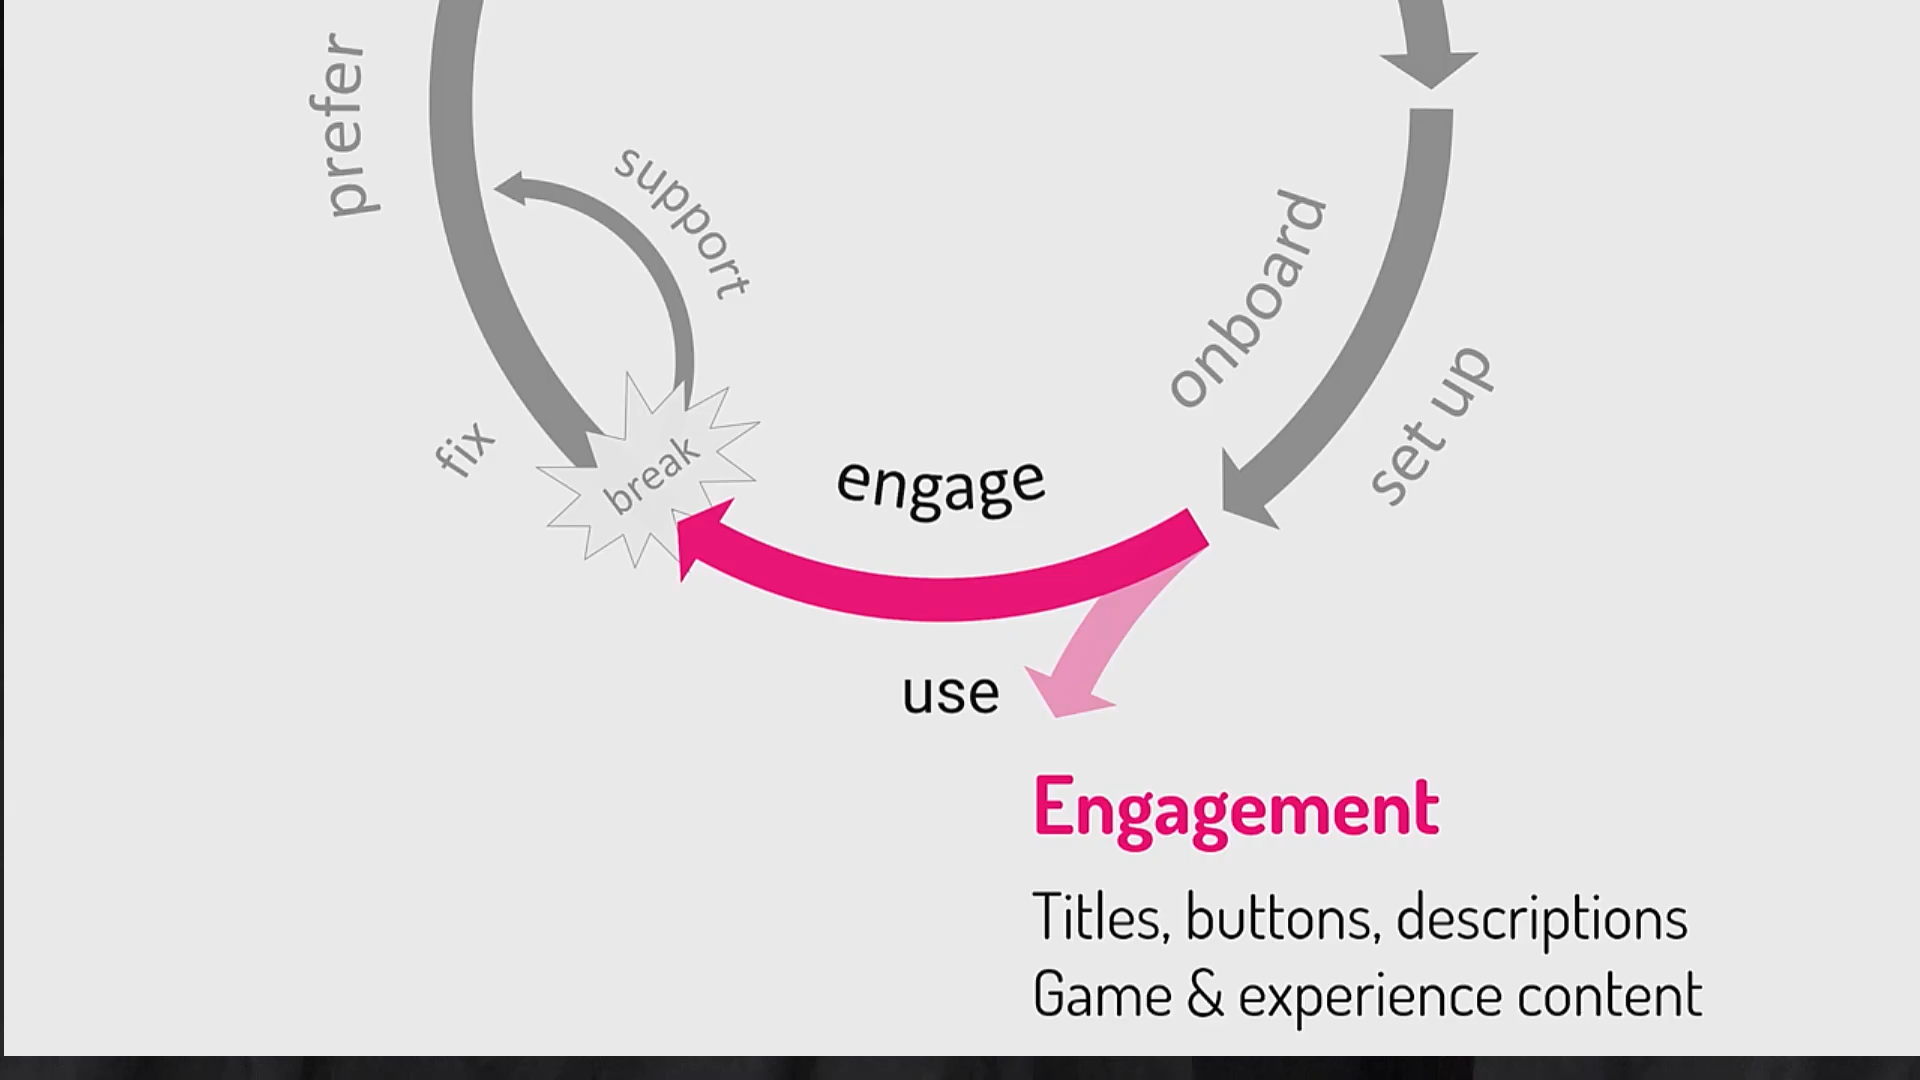 prefer
support
onboard
set up
fix
break
engage
use
Engagement
Titles, buttons, descriptions
Game & experience content